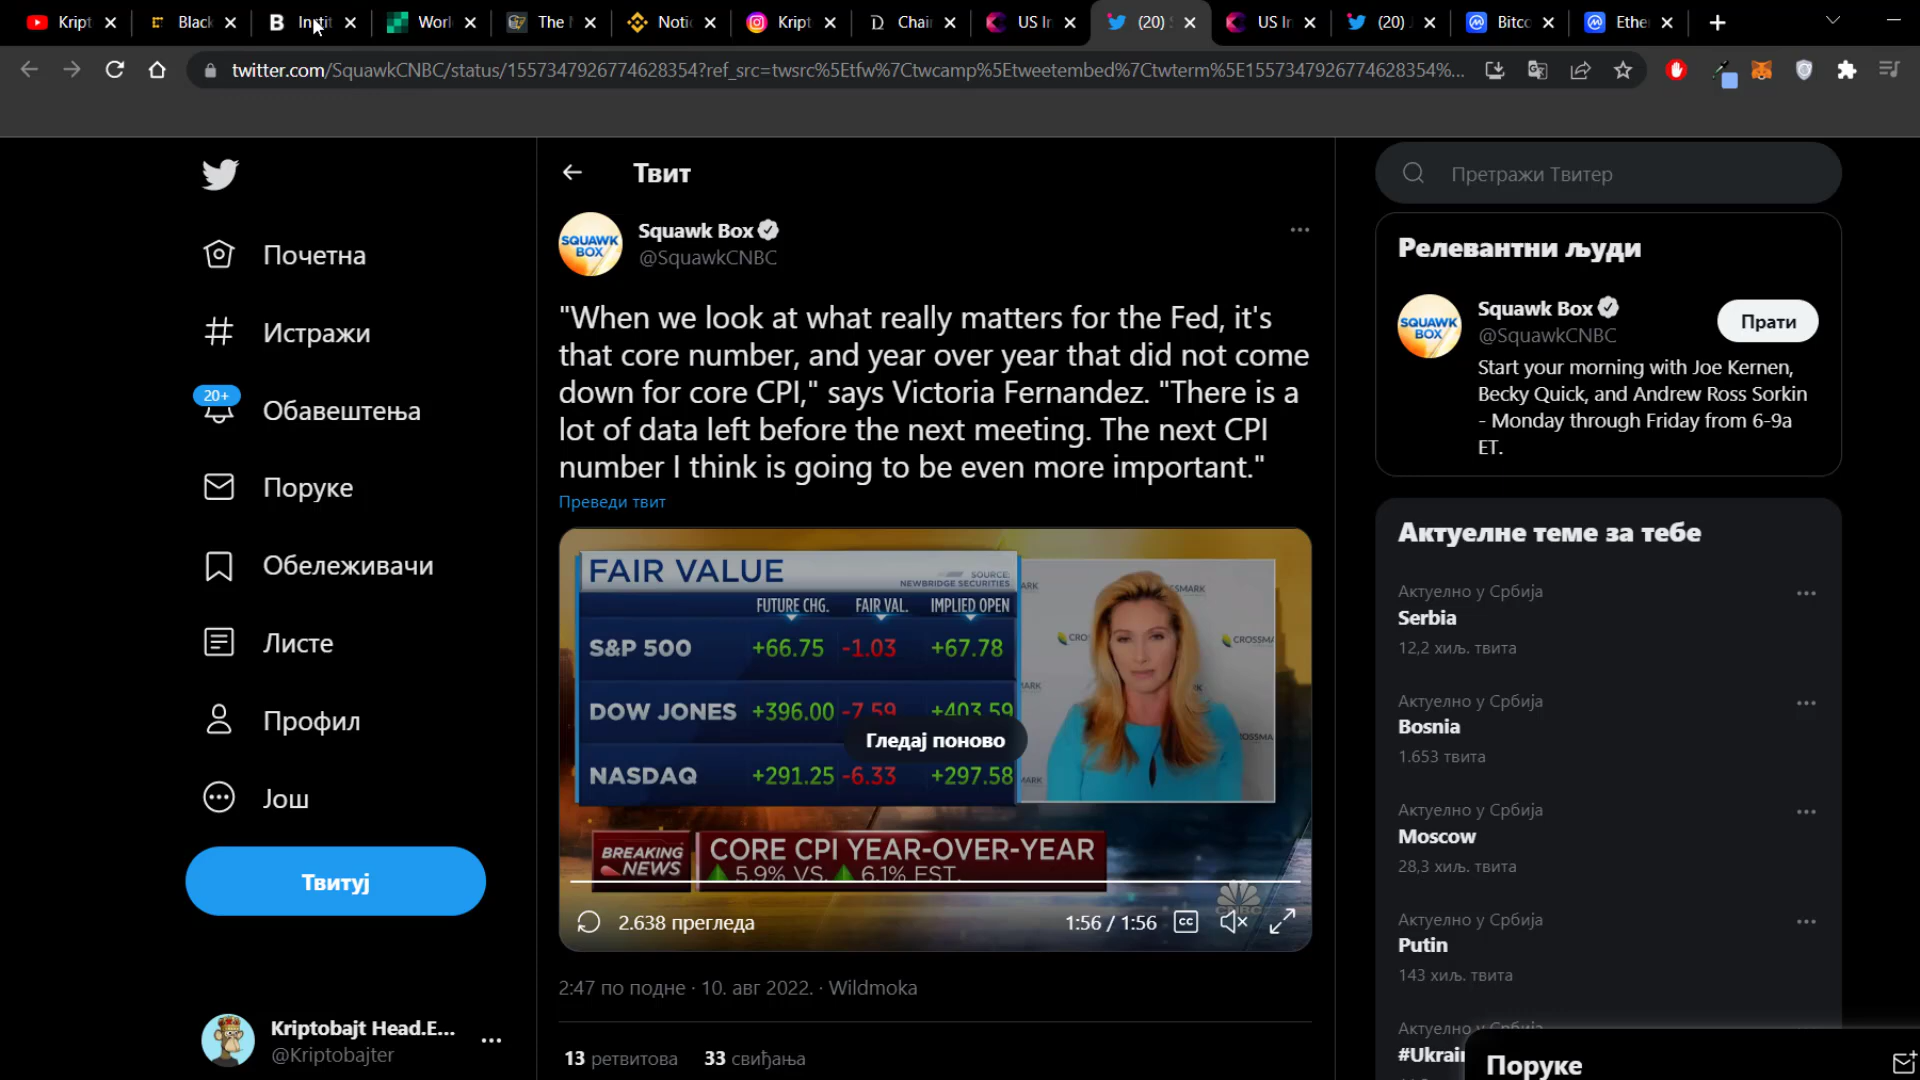 Kript
Black
Instit
Worl
The
Noti
Kript
Chai
US I
(20)
US I
(20)
Bitco
Ethe
twitter.com/SquawkCNBC/status/1557347926774628354?ref_src=twsrc%5Etfw%7Ctwcamp%5Etweetembed%7Ctwterm%5E1557347926774628354%...
Почетна
Истражи
20+
Обавештења
Поруке
Обележивачи
Листе
Профил
Још
Твитуј
Kriptobajt Head.E...
@Kriptobajter
Твит
SQUAWK BOX
Squawk Box
@SquawkCNBC
"When we look at what really matters for the Fed, it's
that core number, and year over year that did not come
down for core CPI," says Victoria Fernandez. "There is a
lot of data left before the next meeting. The next CPI
number I think is going to be even more important."
Преведи твит
FAIR VALUE
SOURCE:
NEWBRIDGE SECURITIES
FUTURE CHG. FAIR VAL. IMPLIED OPEN
S&P 500 +66.75 -1.03 +67.78
DOW JONES +396.00 -7.59 +403.59
NASDAQ +291.25 -6.33 +297.58
Гледај поново
BREAKING NEWS
CORE CPI YEAR-OVER-YEAR
5.9% VS. 6.1% EST.
CNBC
2.638 прегледа
1:56 / 1:56
CC
2:47 по подне · 10. авг 2022. · Wildmoka
13 ретвитова 33 свиђања
Претражи Твитер
Релевантни људи
SQUAWK BOX
Squawk Box
@SquawkCNBC
Прати
Start your morning with Joe Kernen,
Becky Quick, and Andrew Ross Sorkin
- Monday through Friday from 6-9a
ET.
Актуелне теме за тебе
Актуелно у Србија
Serbia
12,2 хиљ. твита
Актуелно у Србија
Bosnia
1.653 твита
Актуелно у Србија
Moscow
28,3 хиљ. твита
Актуелно у Србија
Putin
143 хиљ. твита
Актуелно у Србија
#Ukrai
Поруке